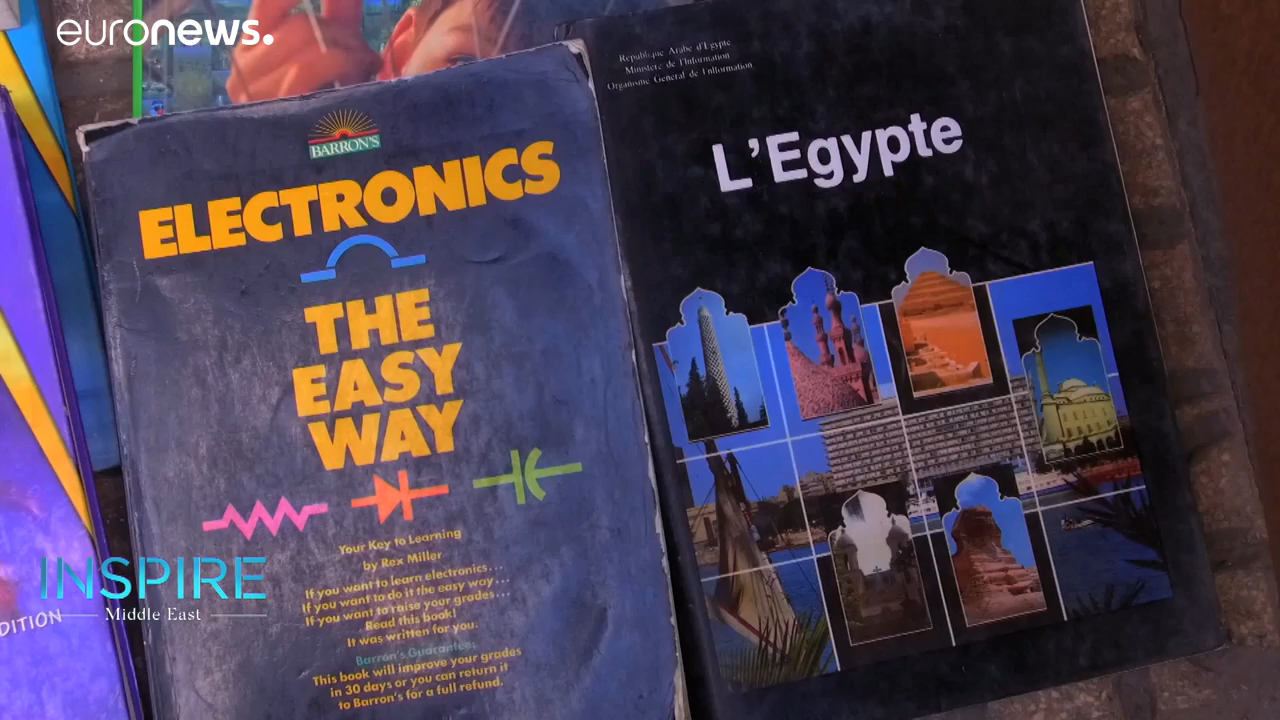 euronews.
BARRON'S
ELECTRONICS
THE
EASY
WAY
Your Key to Learning
by Rex Miller
If you want to learn electronics...
If you want to do it the easy way...
If you want to raise your grades...
Read this book!
It was written for you.
Barron's Guarantee:
This book will improve your grades
in 30 days or you can return it
to Barron's for a full refund.
Republique Arabe d'Egypte
Ministere de l'Information
Organisme General de l'Information
L'Egypte
INSPIRE
Middle East
DITION